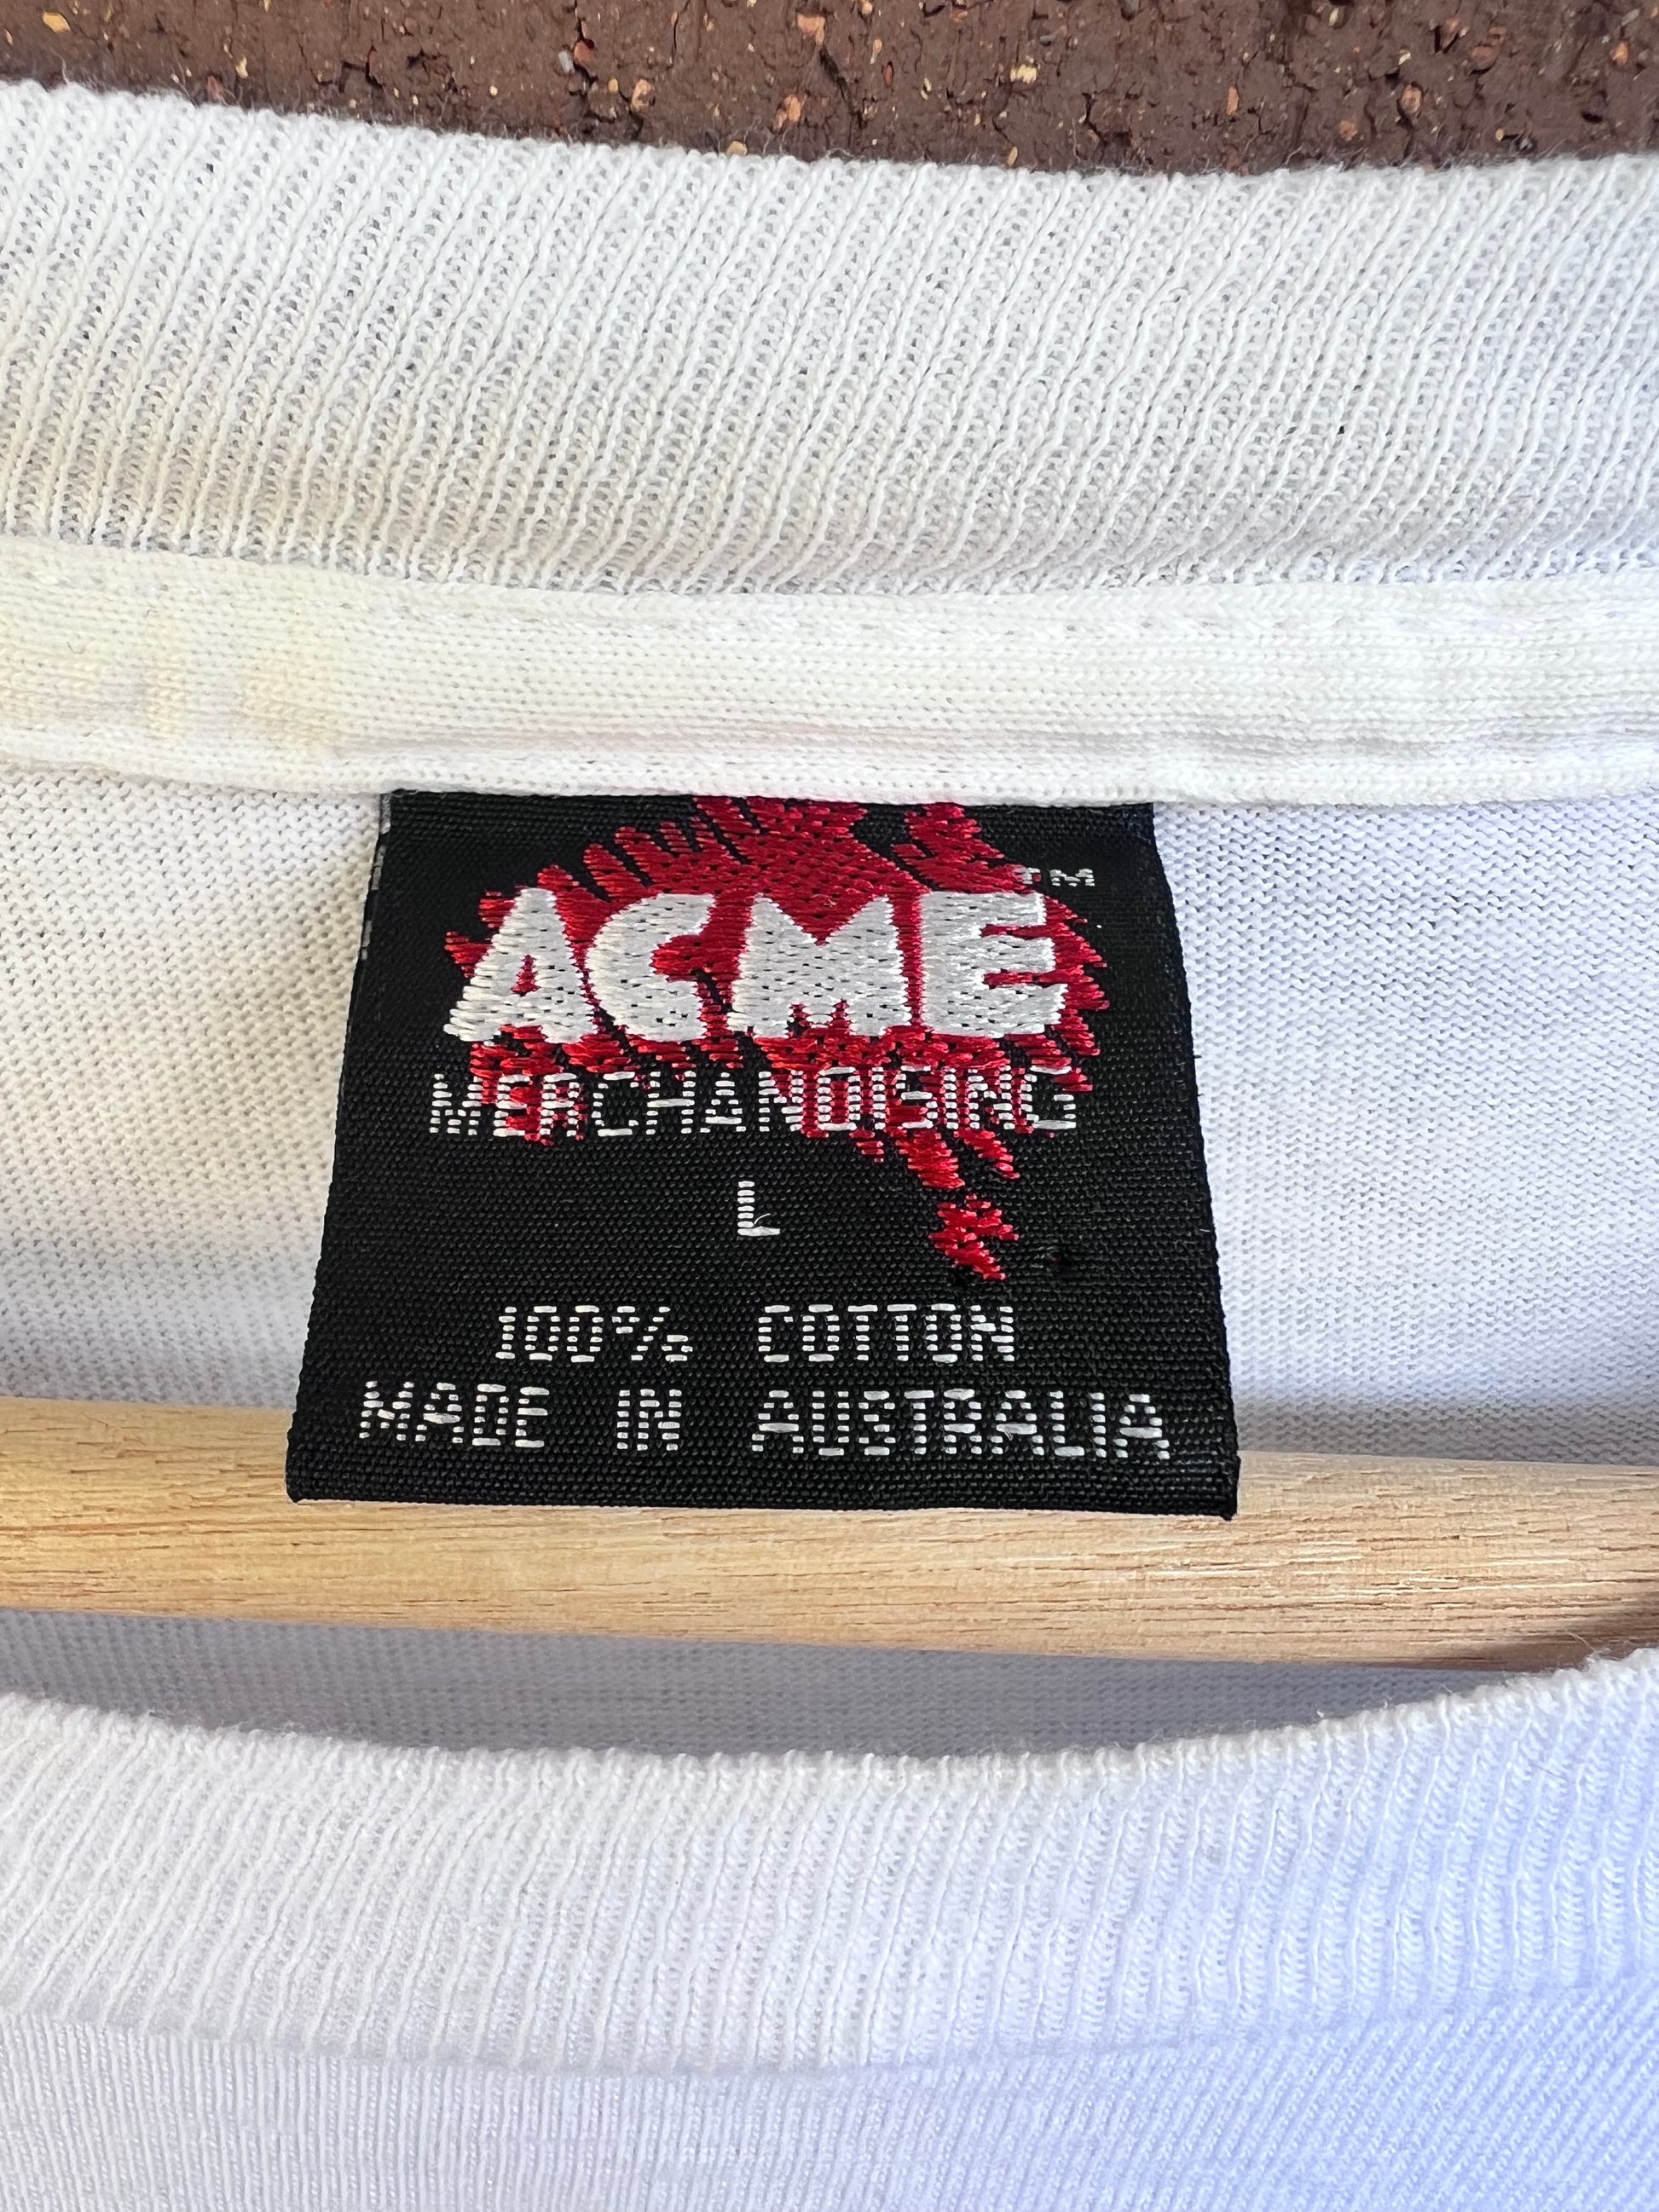 ACME™
MERCHANDISING
L
100% COTTON
MADE IN AUSTRALIA